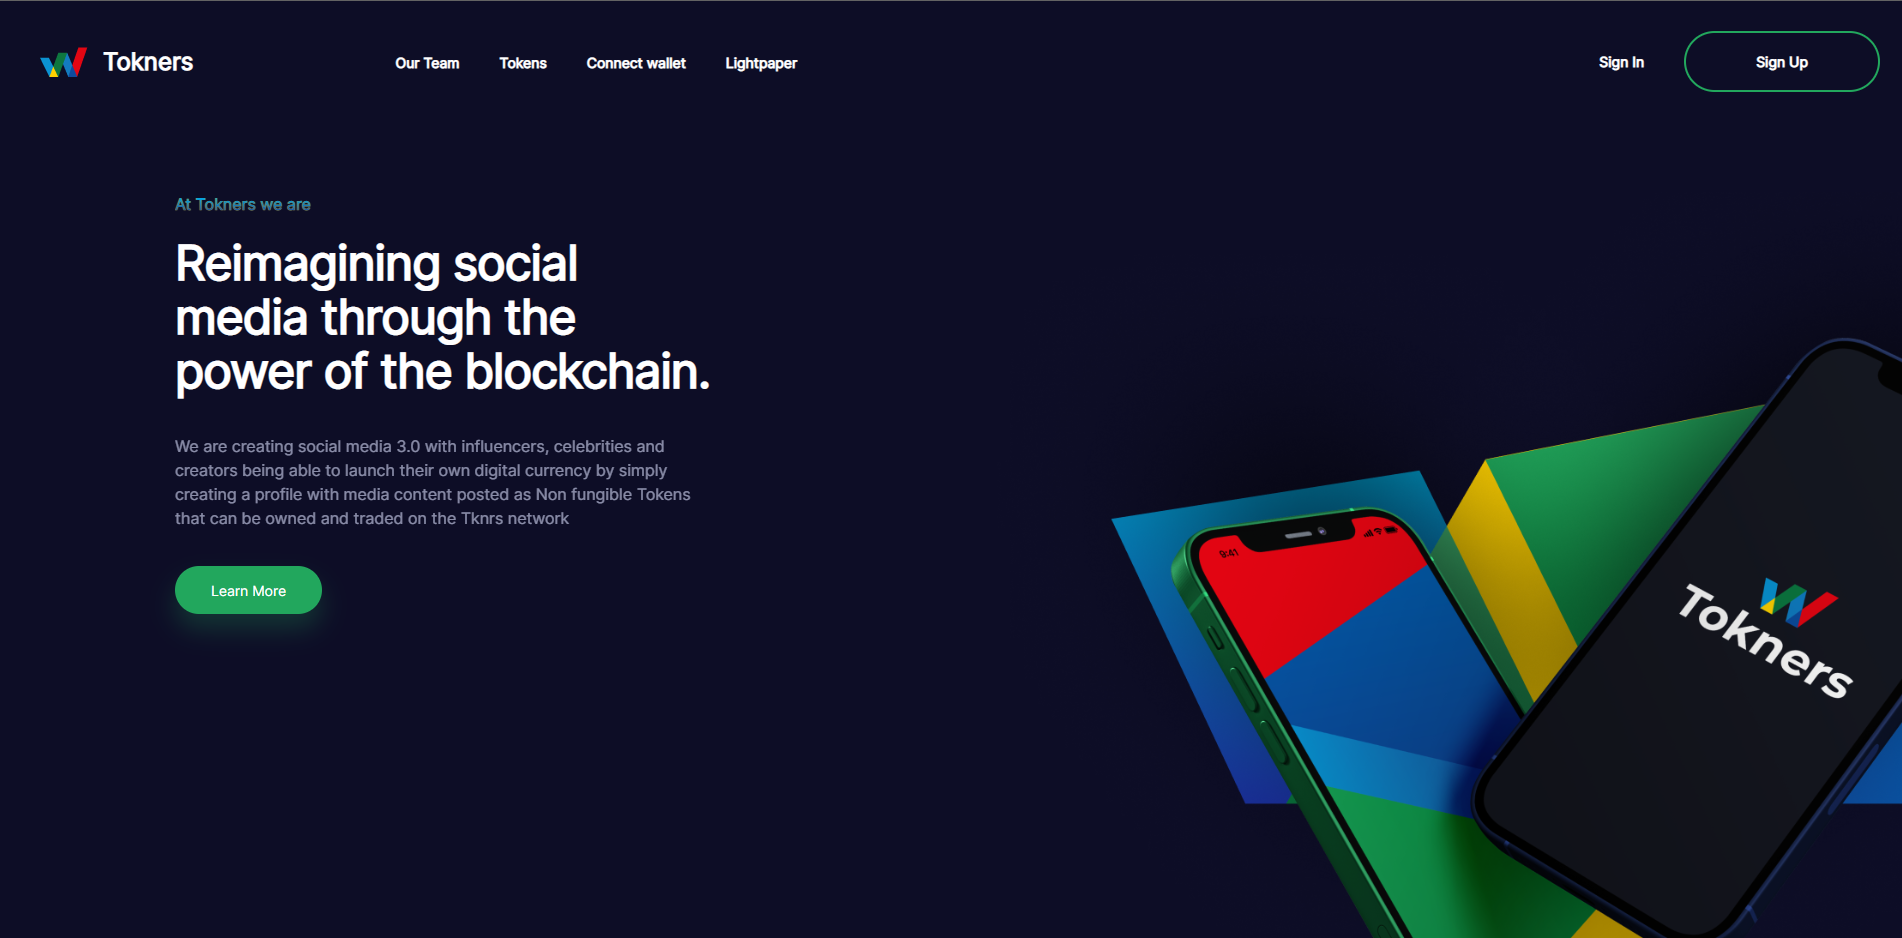 Tokners
Our Team
Tokens
Connect wallet
Lightpaper
Sign In
Sign Up
At Tokners we are
Reimagining social
media through the
power of the blockchain.
We are creating social media 3.0 with influencers, celebrities and
creators being able to launch their own digital currency by simply
creating a profile with media content posted as Non fungible Tokens
that can be owned and traded on the Tknrs network
Learn More
9:41
Tokners